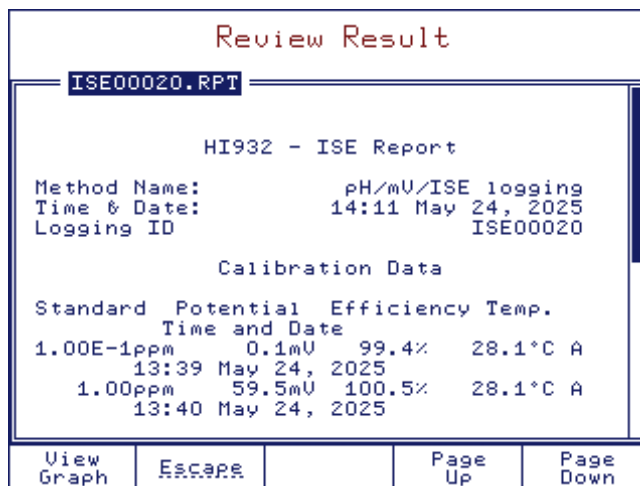 Review Result
ISE00020.RPT
HI932 - ISE Report
Method Name: pH/mV/ISE logging
Time & Date: 14:11 May 24, 2025
Logging ID ISE00020
Calibration Data
Standard Potential Efficiency Temp.
Time and Date
1.00E-1ppm 0.1mV 99.4% 28.1°C A
13:39 May 24, 2025
1.00ppm 59.5mV 100.5% 28.1°C A
13:40 May 24, 2025
View Graph
Escape
Page Up
Page Down